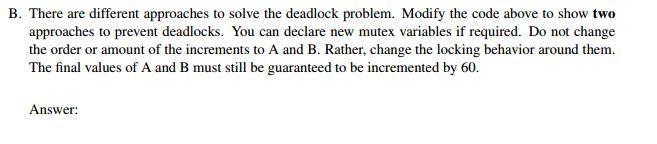 B. There are different approaches to solve the deadlock problem. Modify the code above to show two
approaches to prevent deadlocks. You can declare new mutex variables if required. Do not change
the order or amount of the increments to A and B. Rather, change the locking behavior around them.
The final values of A and B must still be guaranteed to be incremented by 60.
Answer: